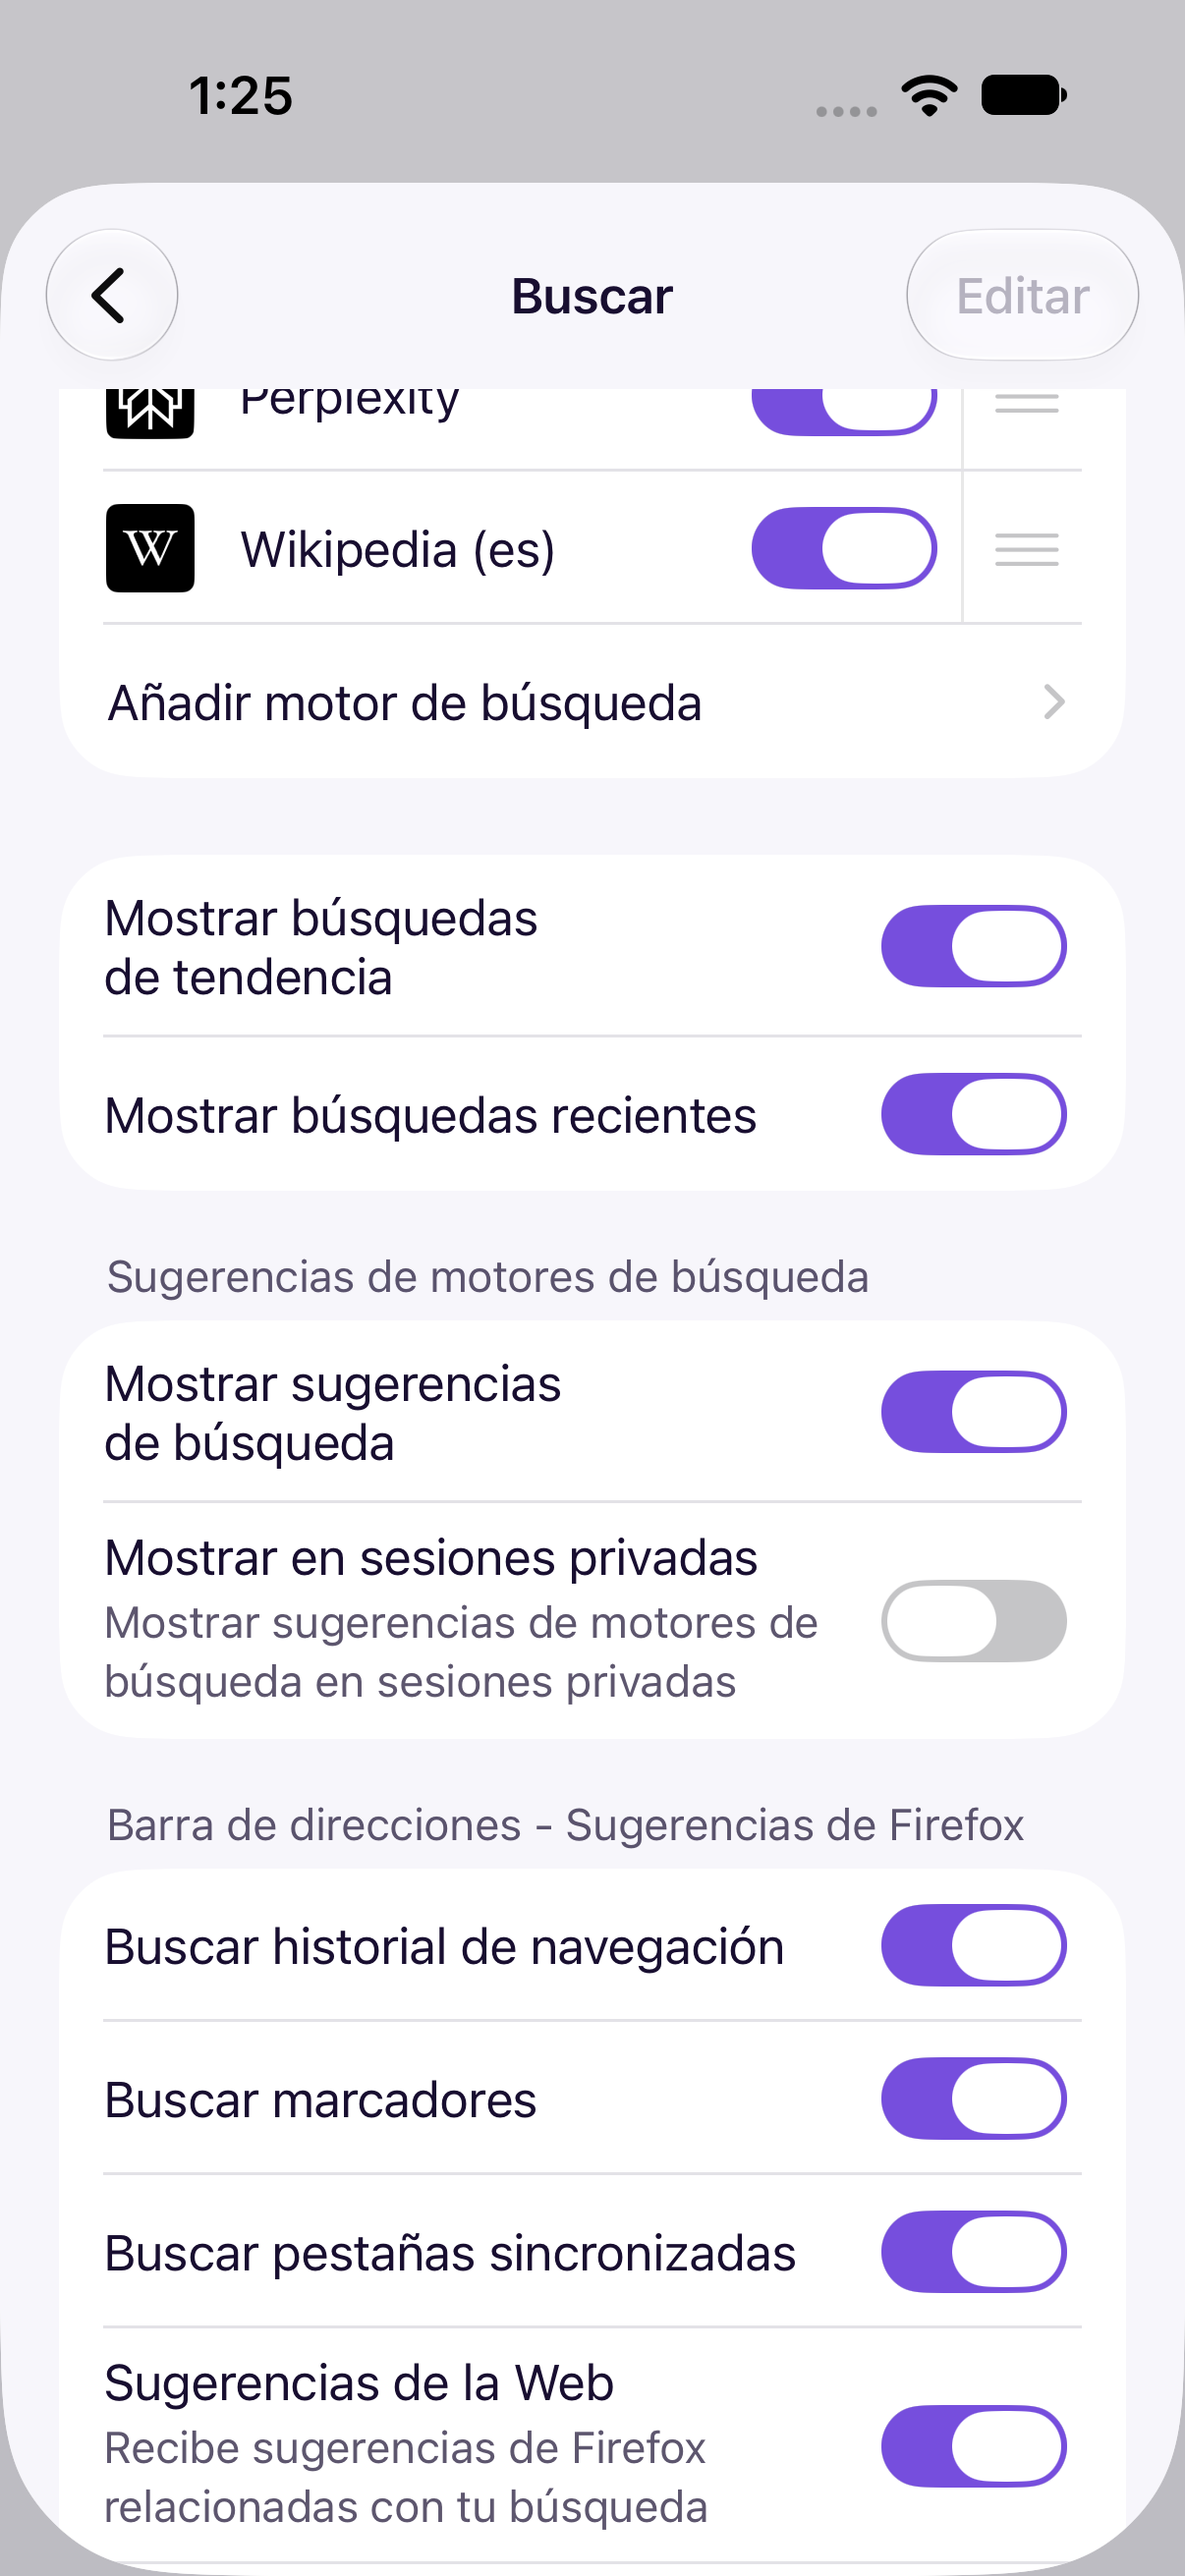 1:25
Buscar
Editar
Perplexity
W
Wikipedia (es)
Añadir motor de búsqueda
Mostrar búsquedas
de tendencia
Mostrar búsquedas recientes
Sugerencias de motores de búsqueda
Mostrar sugerencias
de búsqueda
Mostrar en sesiones privadas
Mostrar sugerencias de motores de
búsqueda en sesiones privadas
Barra de direcciones - Sugerencias de Firefox
Buscar historial de navegación
Buscar marcadores
Buscar pestañas sincronizadas
Sugerencias de la Web
Recibe sugerencias de Firefox
relacionadas con tu búsqueda